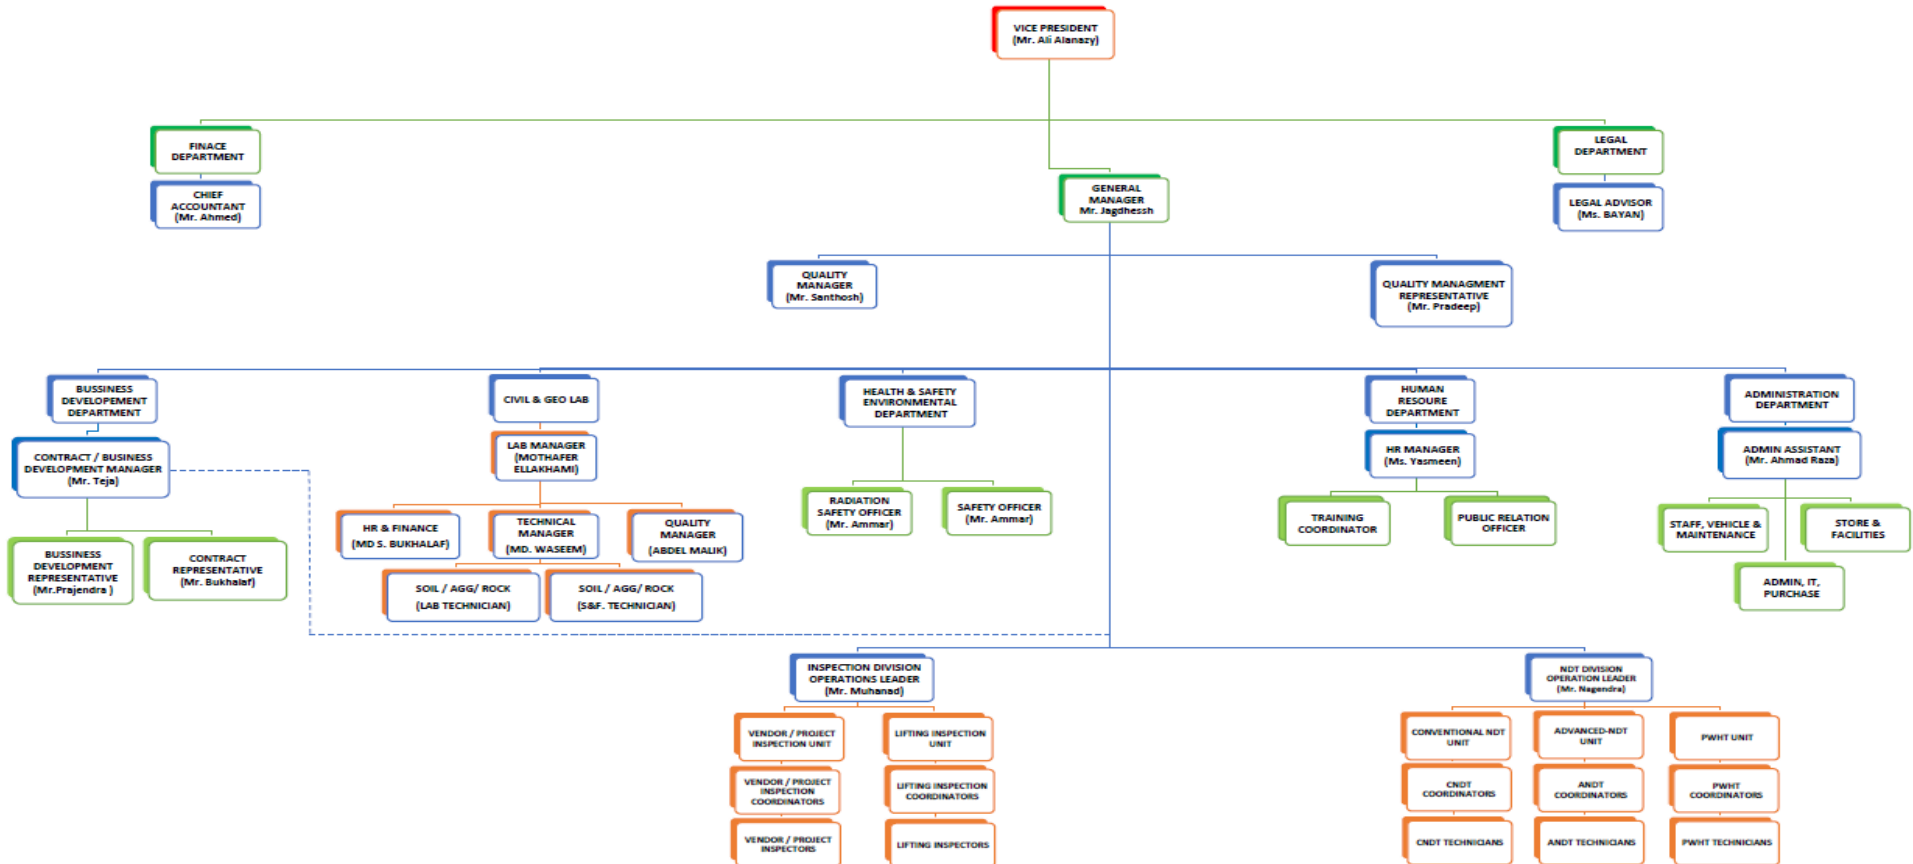 VICE PRESIDENT
(Mr. Ali Alanazy)
FINACE
DEPARTMENT
LEGAL
DEPARTMENT
CHIEF
ACCOUNTANT
(Mr. Ahmed)
GENERAL
MANAGER
Mr. Jagdhessh
LEGAL ADVISOR
(Ms. BAYAN)
QUALITY
MANAGER
(Mr. Santhosh)
QUALITY MANAGMENT
REPRESENTATIVE
(Mr. Pradeep)
BUSSINESS
DEVELOPEMENT
DEPARTMENT
CIVIL & GEO LAB
HEALTH & SAFETY
ENVIRONMENTAL
DEPARTMENT
HUMAN
RESOURE
DEPARTMENT
ADMINISTRATION
DEPARTMENT
CONTRACT / BUSINESS
DEVELOPMENT MANAGER
(Mr. Teja)
LAB MANAGER
(MOTHAFER
ELLAKHAMI)
HR MANAGER
(Ms. Yasmeen)
ADMIN ASSISTANT
(Mr. Ahmad Raza)
HR & FINANCE
(MD S. BUKHALAF)
TECHNICAL
MANAGER
(MD. WASEEM)
QUALITY
MANAGER
(ABDEL MALIK)
RADIATION
SAFETY OFFICER
(Mr. Ammar)
SAFETY OFFICER
(Mr. Ammar)
TRAINING
COORDINATOR
PUBLIC RELATION
OFFICER
STAFF, VEHICLE &
MAINTENANCE
STORE &
FACILITIES
BUSSINESS
DEVELOPMENT
REPRESENTATIVE
(Mr.Prajendra )
CONTRACT
REPRESENTATIVE
(Mr. Bukhalaf)
SOIL / AGG/ ROCK
(LAB TECHNICIAN)
SOIL / AGG/ ROCK
(S&F. TECHNICIAN)
ADMIN, IT,
PURCHASE
INSPECTION DIVISION
OPERATIONS LEADER
(Mr. Muhanad)
NDT DIVISION
OPERATION LEADER
(Mr. Nagendra)
VENDOR / PROJECT
INSPECTION UNIT
LIFTING INSPECTION
UNIT
CONVENTIONAL NDT
UNIT
ADVANCED-NDT
UNIT
PWHT UNIT
VENDOR / PROJECT
INSPECTION
COORDINATORS
LIFTING INSPECTION
COORDINATORS
CNDT
COORDINATORS
ANDT
COORDINATORS
PWHT
COORDINATORS
VENDOR / PROJECT
INSPECTORS
LIFTING INSPECTORS
CNDT TECHNICIANS
ANDT TECHNICIANS
PWHT TECHNICIANS